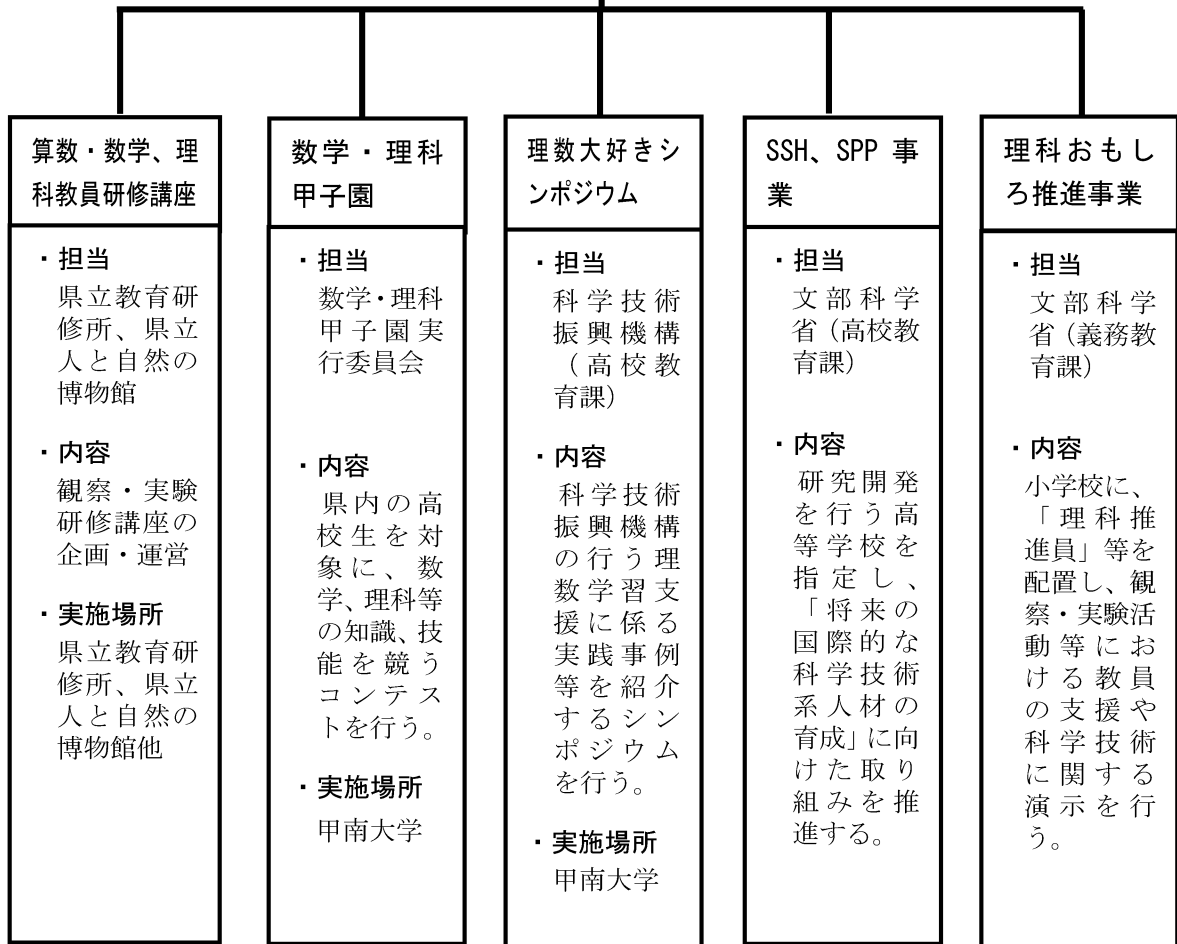 算数・数学、理
科教員研修講座
・担当
県立教育研
修所、県立
人と自然の
博物館
・内容
観察・実験
研修講座の
企画・運営
・実施場所
県立教育研
修所、県立
人と自然の
博物館他
数学・理科
甲子園
・担当
数学・理科
甲子園実
行委員会
・内容
県内の高
校生を対
象に、数
学、理科等
の知識、技
能を競う
コンテス
トを行う。
・実施場所
甲南大学
理数大好きシ
ンポジウム
・担当
科学技術
振興機構
（高校教
育課）
・内容
科学技術
振興機構
の行う理
数学習支
援に係る
実践事例
等を紹介
するシン
ポジウム
を行う。
・実施場所
甲南大学
SSH、SPP 事
業
・担当
文部科学
省（高校教
育課）
・内容
研究開発
を行う高
等学校を
指定し、
「将来の
国際的な
科学技術
系人材の
育成」に向
けた取り
組みを推
進する。
理科おもし
ろ推進事業
・担当
文部科学
省（義務教
育課）
・内容
小学校に、
「理科推
進員」等を
配置し、観
察・実験活
動等にお
ける教員
の支援や
科学技術
に関する
演示を行
う。